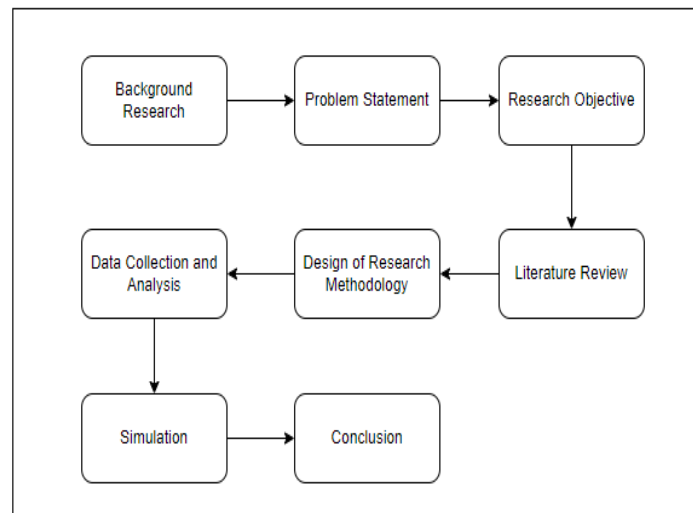 Background
Research
Problem Statement
Research Objective
Literature Review
Design of Research
Methodology
Data Collection and
Analysis
Simulation
Conclusion